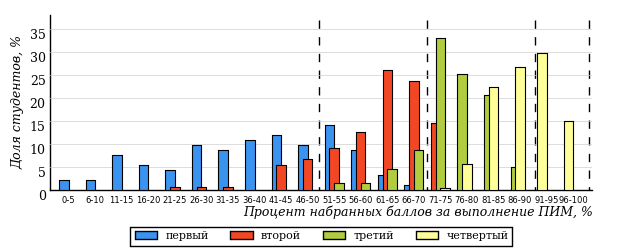 Доля студентов, %
35
30
25
20
15
10
5
0
0-5 6-10 11-15 16-20 21-25 26-30 31-35 36-40 41-45 46-50 51-55 56-60 61-65 66-70 71-75 76-80 81-85 86-90 91-95 96-100
Процент набранных баллов за выполнение ПИМ, %
первый второй третий четвертый